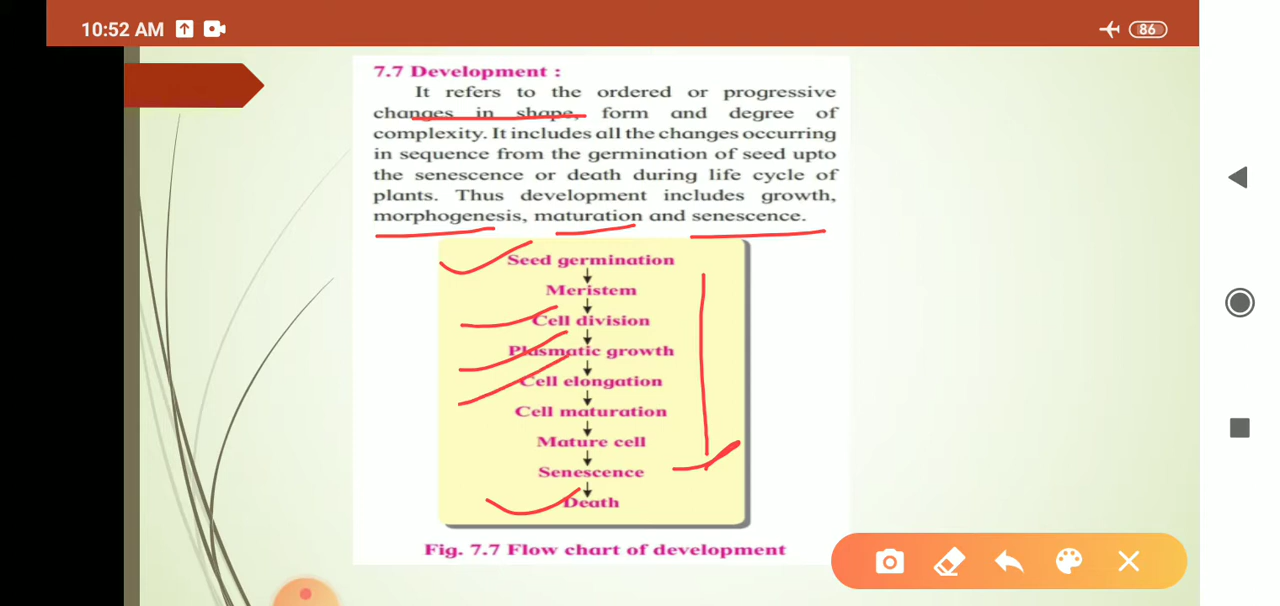 10:52 AM
86
7.7 Development :
It refers to the ordered or progressive
changes in shape, form and degree of
complexity. It includes all the changes occurring
in sequence from the germination of seed upto
the senescence or death during life cycle of
plants. Thus development includes growth,
morphogenesis, maturation and senescence.
Seed germination
Meristem
Cell division
Plasmatic growth
Cell elongation
Cell maturation
Mature cell
Senescence
Death
Fig. 7.7 Flow chart of development